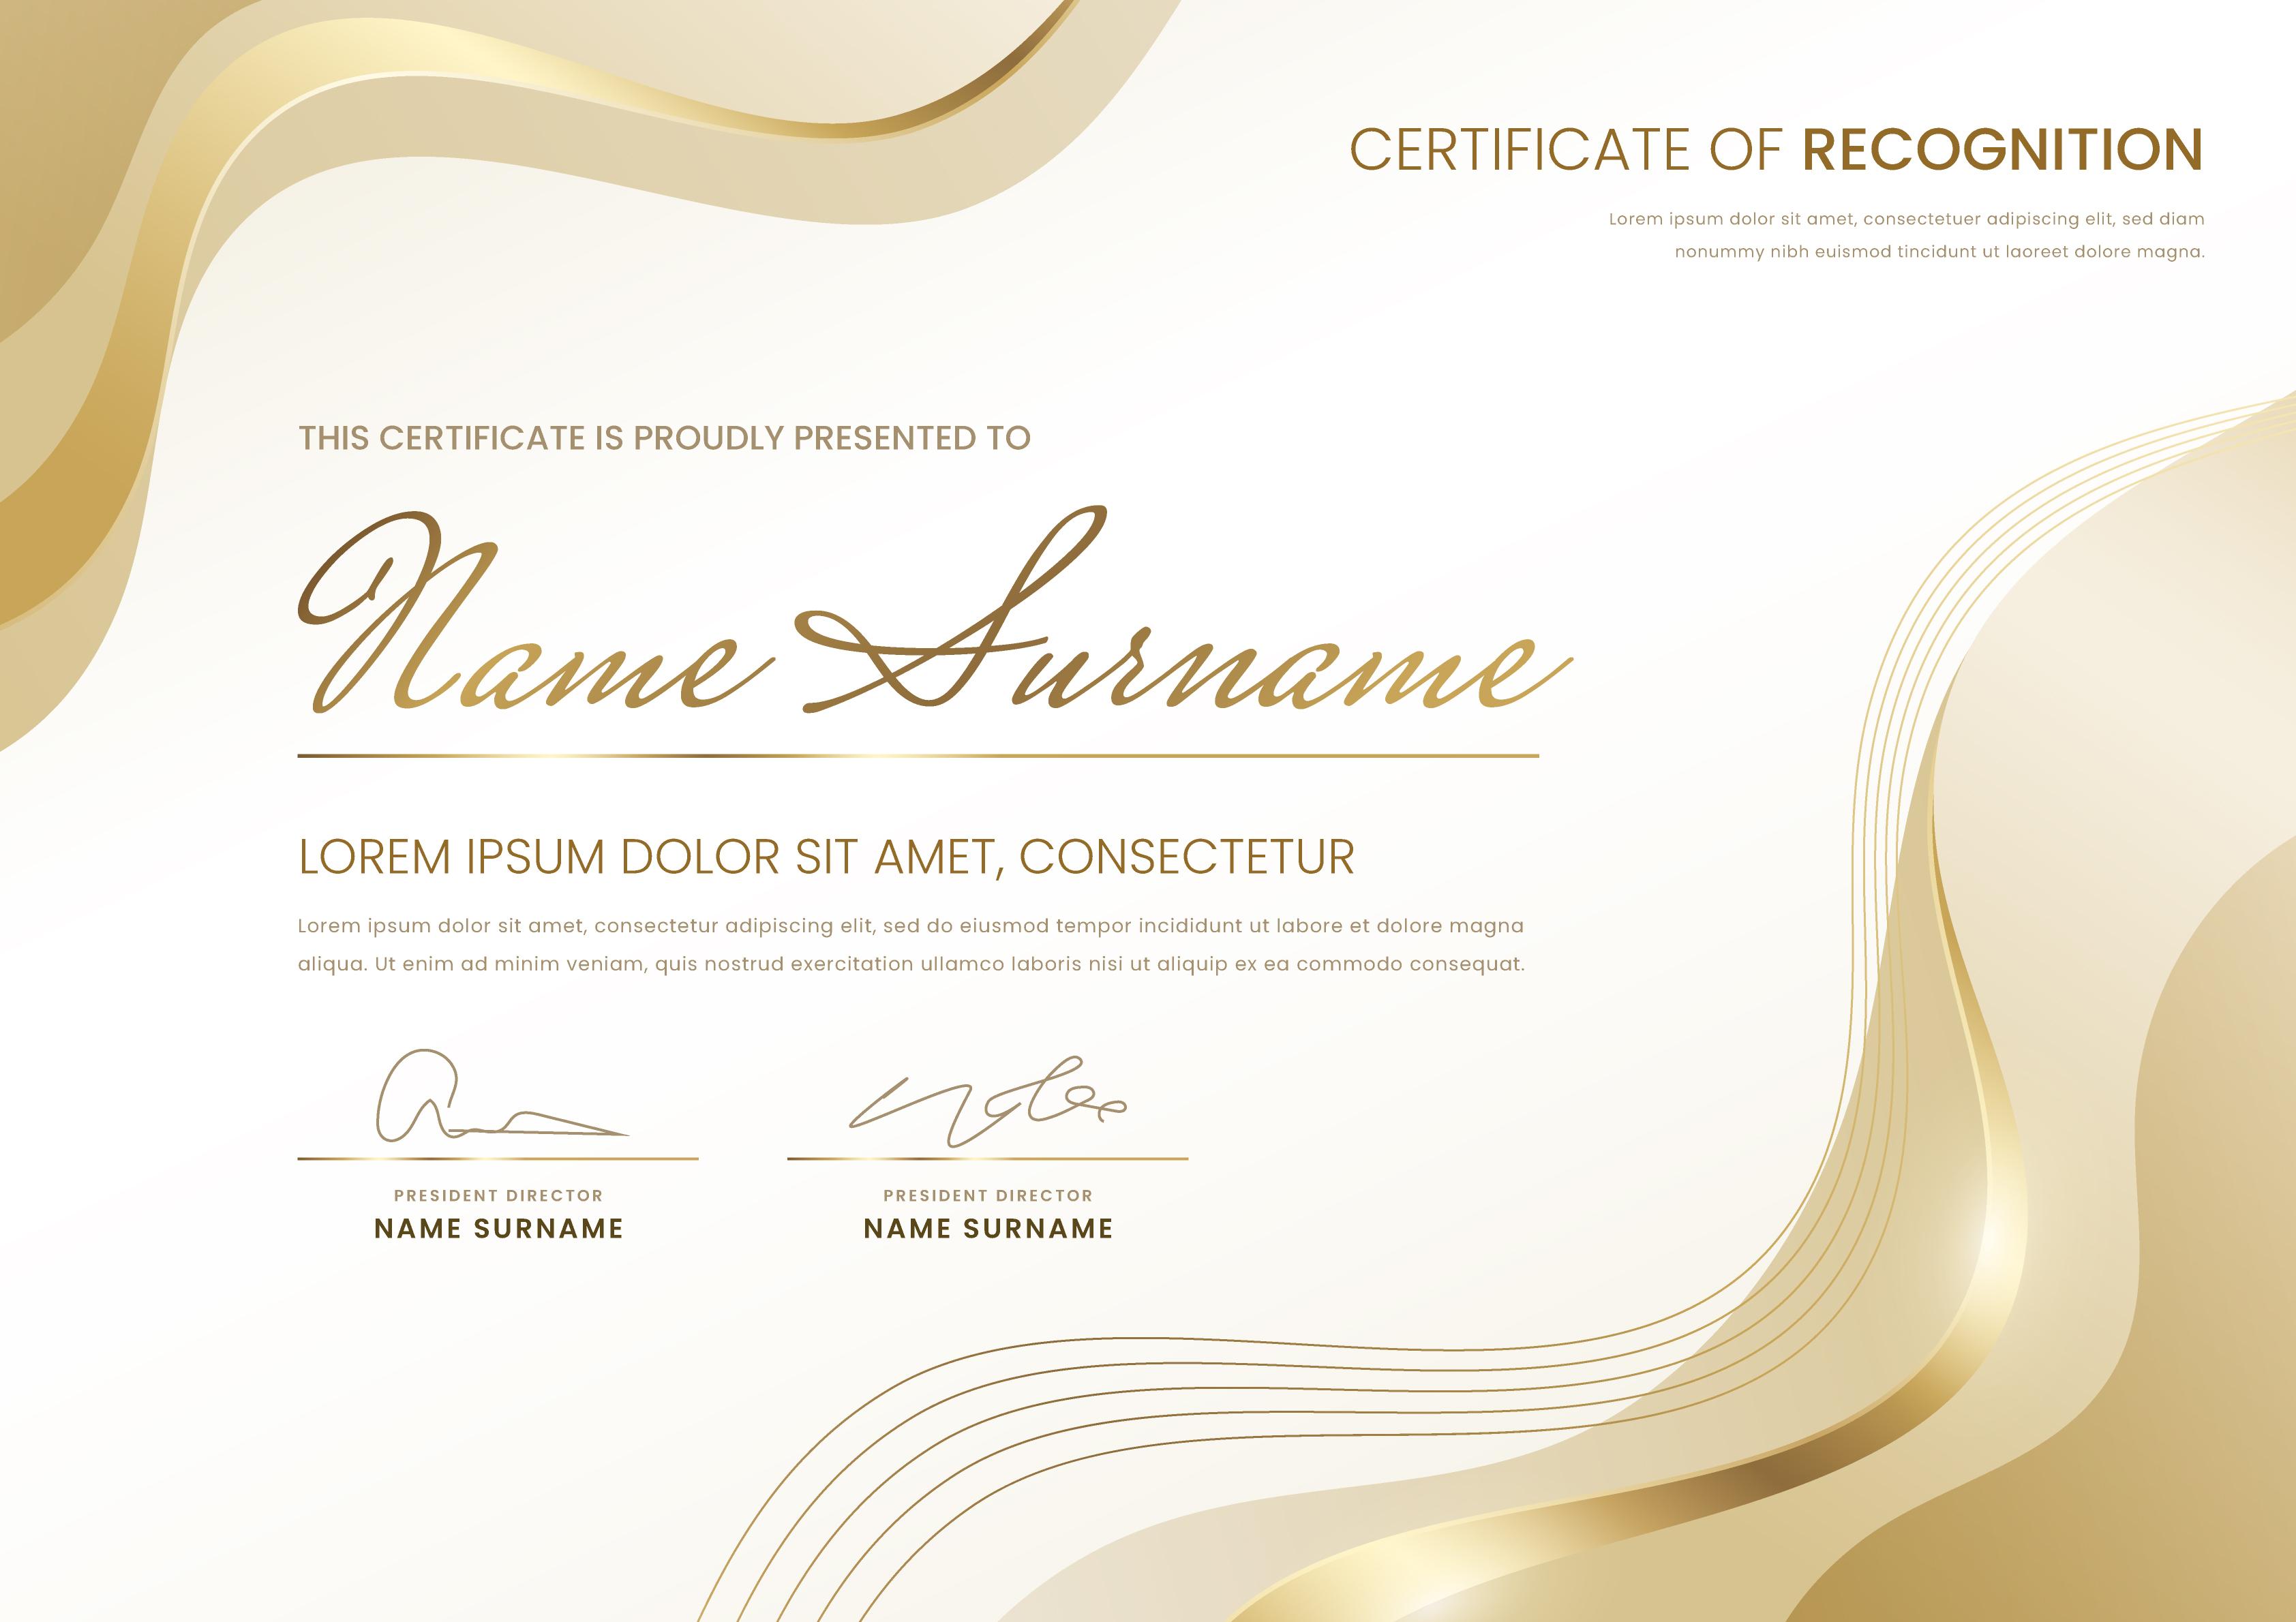 CERTIFICATE OF RECOGNITION
Lorem ipsum dolor sit amet, consectetuer adipiscing elit, sed diam
nonummy nibh euismod tincidunt ut laoreet dolore magna.
THIS CERTIFICATE IS PROUDLY PRESENTED TO
Name Surname
LOREM IPSUM DOLOR SIT AMET, CONSECTETUR
Lorem ipsum dolor sit amet, consectetur adipiscing elit, sed do eiusmod tempor incididunt ut labore et dolore magna
aliqua. Ut enim ad minim veniam, quis nostrud exercitation ullamco laboris nisi ut aliquip ex ea commodo consequat.
PRESIDENT DIRECTOR
NAME SURNAME
PRESIDENT DIRECTOR
NAME SURNAME